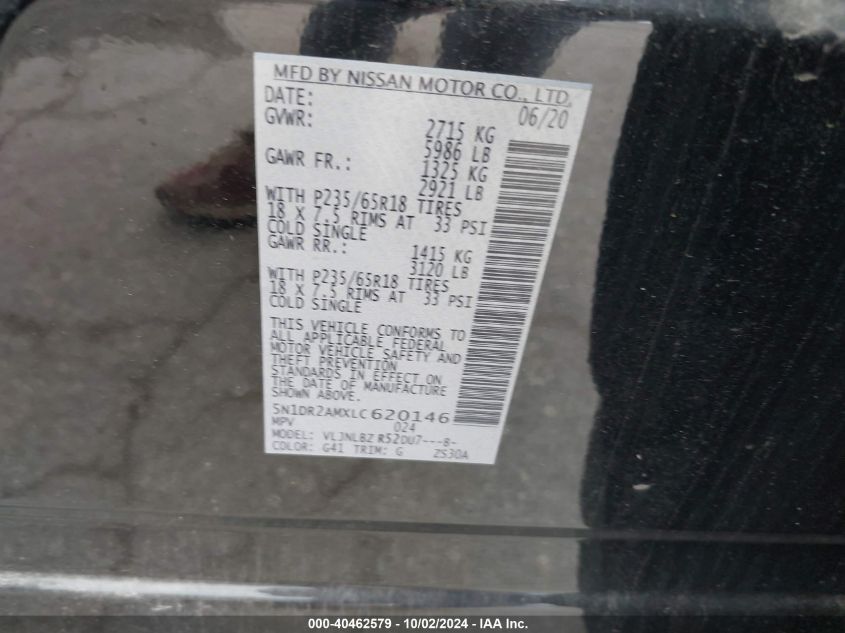 MFD BY NISSAN MOTOR CO., LTD.
DATE: 06/20
GVWR: 2715 KG
5986 LB
GAWR FR.: 1325 KG
2921 LB
WITH P235/65R18 TIRES
18 X 7.5 RIMS AT 33 PSI
COLD SINGLE
GAWR RR.: 1415 KG
3120 LB
WITH P235/65R18 TIRES
18 X 7.5 RIMS AT 33 PSI
COLD SINGLE
THIS VEHICLE CONFORMS TO
ALL APPLICABLE FEDERAL
MOTOR VEHICLE SAFETY AND
THEFT PREVENTION
STANDARDS IN EFFECT ON
THE DATE OF MANUFACTURE
SHOWN ABOVE.
5N1DR2AMXLC620146
MPV 024
MODEL: VLJNLBZ R52DU7---8-
COLOR: G41 TRIM: G 2S30A
000-40462579 - 10/02/2024 - IAA Inc.